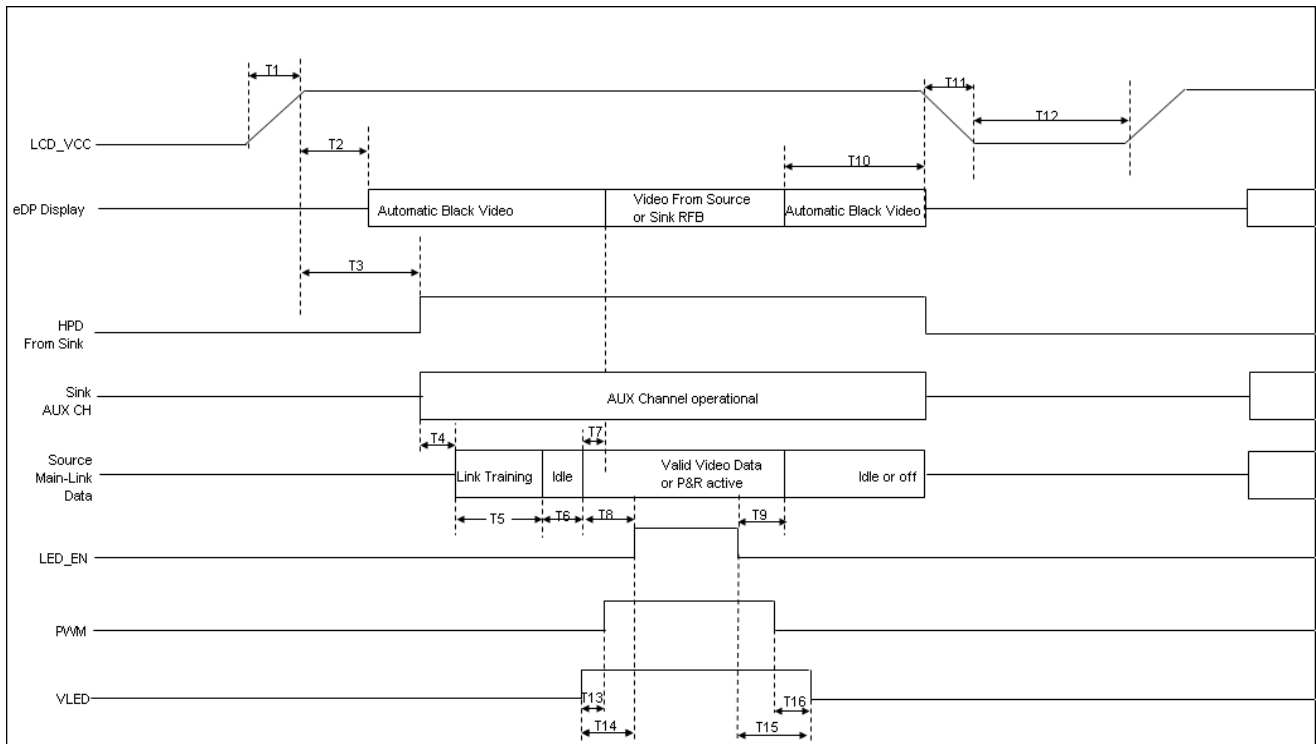 T1
T11
T12
LCD_VCC
T2
T10
eDP Display
Automatic Black Video
Video From Source
or Sink RFB
Automatic Black Video
T3
HPD
From Sink
Sink
AUX CH
AUX Channel operational
T4
T7
Source
Main-Link
Data
Link Training
Idle
Valid Video Data
or P&R active
Idle or off
T5
T6
T8
T9
LED_EN
PWM
VLED
T13
T16
T14
T15